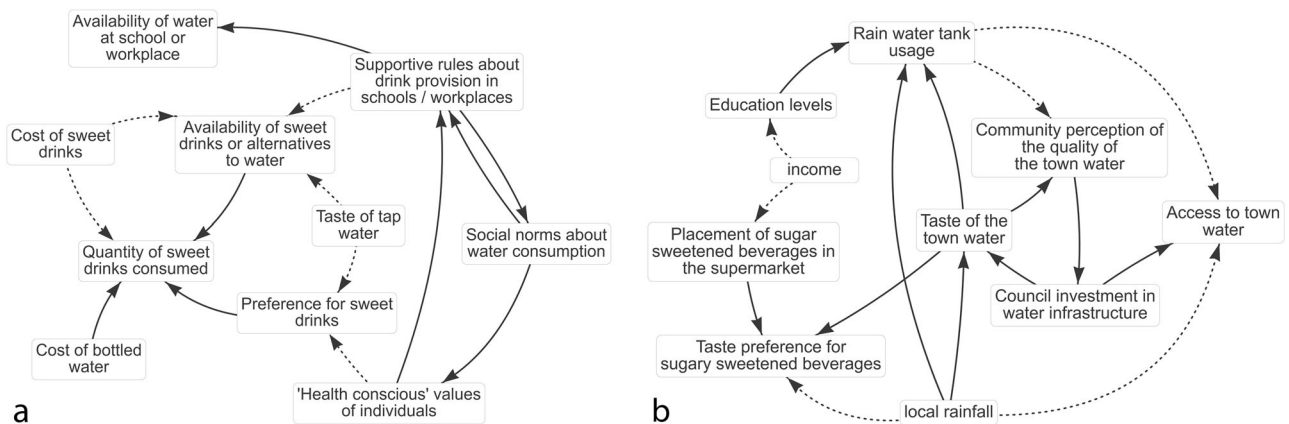 Availability of water
at school or
workplace
Supportive rules about
drink provision in
schools / workplaces
Cost of sweet
drinks
Availability of sweet
drinks or alternatives
to water
Taste of tap
water
Social norms about
water consumption
Quantity of sweet
drinks consumed
Preference for sweet
drinks
Cost of bottled
water
'Health conscious' values
of individuals
a
Rain water tank
usage
Education levels
Community perception of
the quality of
the town water
income
Placement of sugar
sweetened beverages in
the supermarket
Taste of the
town water
Access to town
water
Council investment in
water infrastructure
Taste preference for
sugary sweetened beverages
local rainfall
b